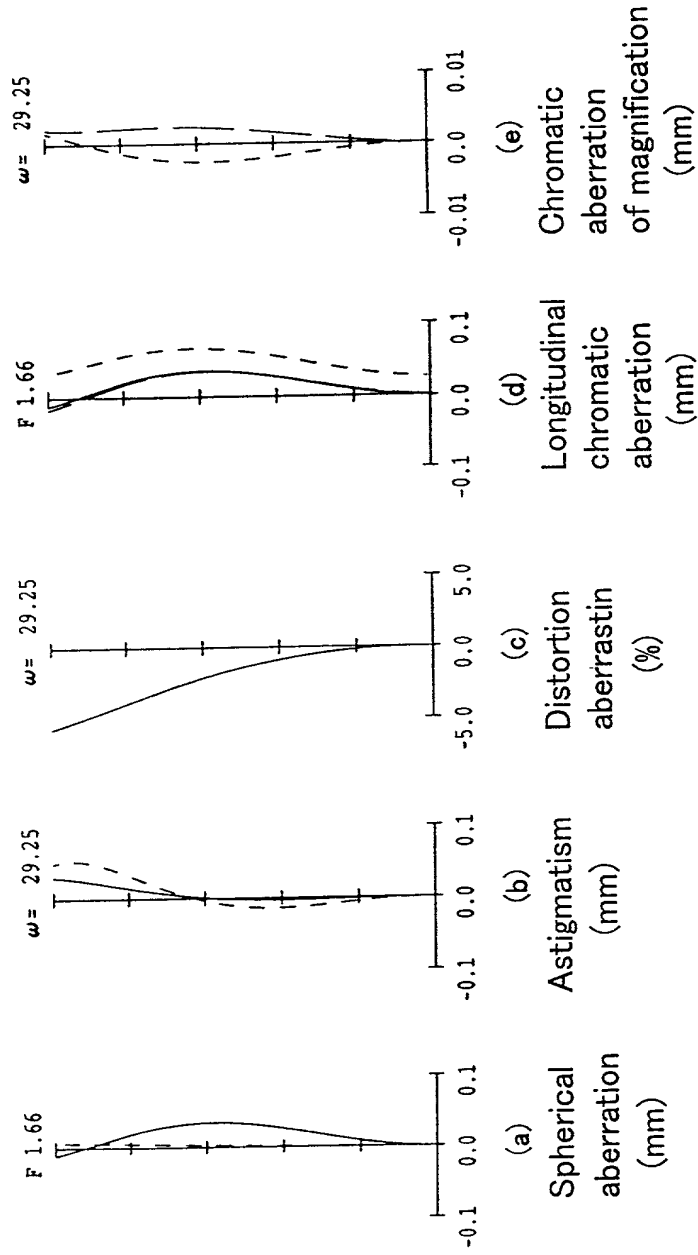 F 1.66
-0.1 0.0 0.1
(a)
Spherical
aberration
(mm)
ω= 29.25
-0.1 0.0 0.1
(b)
Astigmatism
(mm)
ω= 29.25
-5.0 0.0 5.0
(c)
Distortion
aberrastin
(%)
F 1.66
-0.1 0.0 0.1
(d)
Longitudinal
chromatic
aberration
(mm)
ω= 29.25
-0.01 0.0 0.01
(e)
Chromatic
aberration
of magnification
(mm)